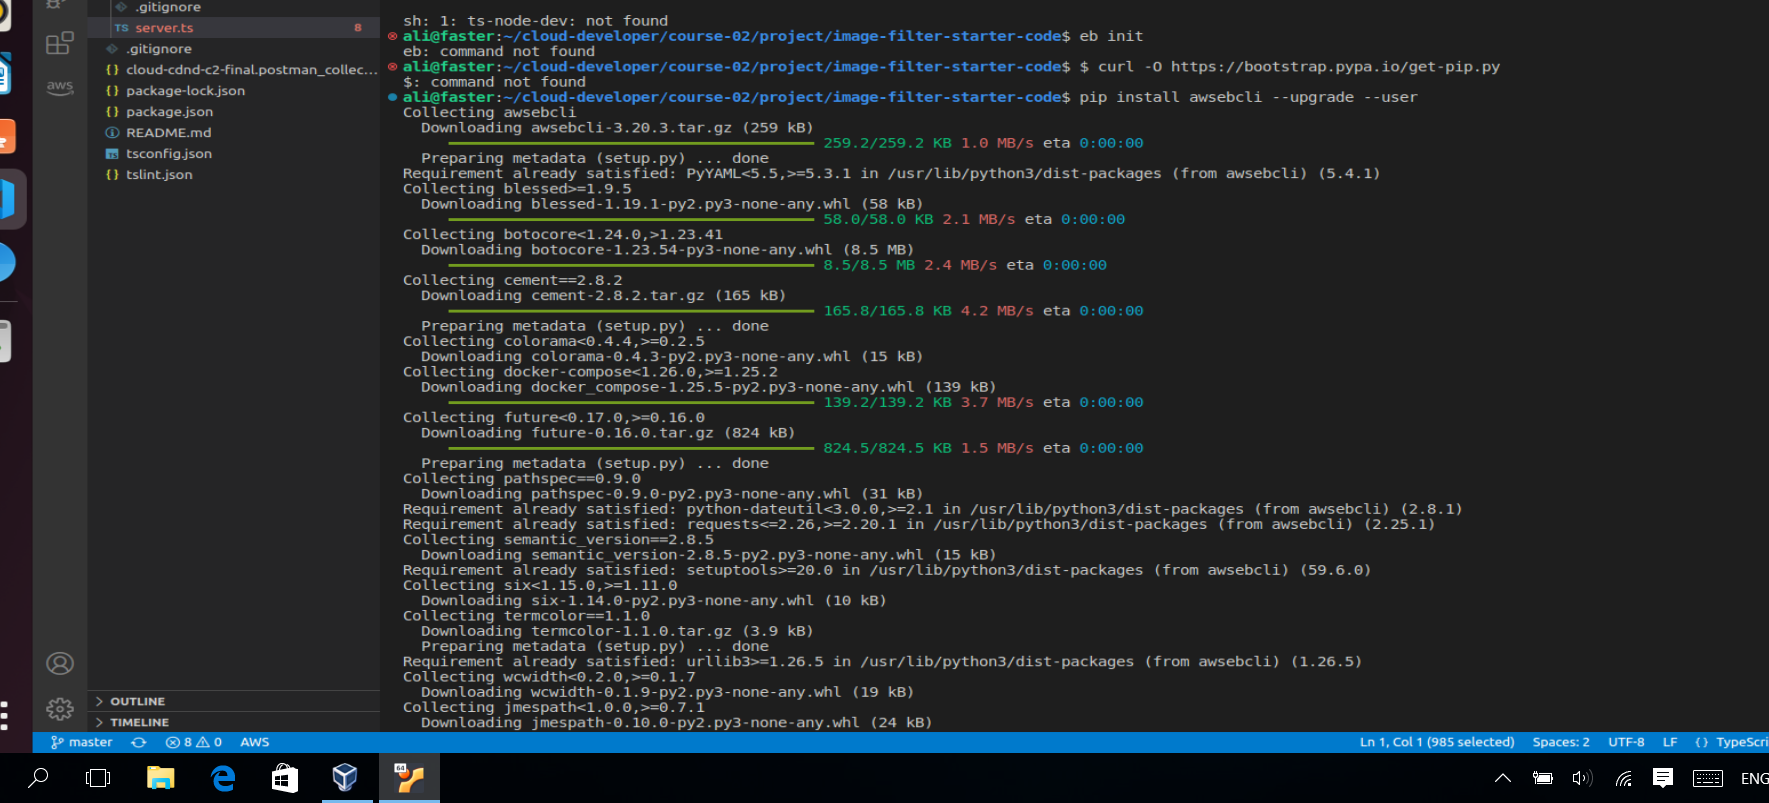 .gitignore
TS server.ts 8
.gitignore
{} cloud-cdnd-c2-final.postman_collec...
{} package-lock.json
{} package.json
README.md
TS tsconfig.json
{} tslint.json
aws
OUTLINE
TIMELINE
sh: 1: ts-node-dev: not found
ali@faster:~/cloud-developer/course-02/project/image-filter-starter-code$ eb init
eb: command not found
ali@faster:~/cloud-developer/course-02/project/image-filter-starter-code$ $ curl -O https://bootstrap.pypa.io/get-pip.py
$: command not found
ali@faster:~/cloud-developer/course-02/project/image-filter-starter-code$ pip install awsebcli --upgrade --user
Collecting awsebcli
Downloading awsebcli-3.20.3.tar.gz (259 kB)
259.2/259.2 KB 1.0 MB/s eta 0:00:00
Preparing metadata (setup.py) ... done
Requirement already satisfied: PyYAML<5.5,>=5.3.1 in /usr/lib/python3/dist-packages (from awsebcli) (5.4.1)
Collecting blessed>=1.9.5
Downloading blessed-1.19.1-py2.py3-none-any.whl (58 kB)
58.0/58.0 KB 2.1 MB/s eta 0:00:00
Collecting botocore<1.24.0,>1.23.41
Downloading botocore-1.23.54-py3-none-any.whl (8.5 MB)
8.5/8.5 MB 2.4 MB/s eta 0:00:00
Collecting cement==2.8.2
Downloading cement-2.8.2.tar.gz (165 kB)
165.8/165.8 KB 4.2 MB/s eta 0:00:00
Preparing metadata (setup.py) ... done
Collecting colorama<0.4.4,>=0.2.5
Downloading colorama-0.4.3-py2.py3-none-any.whl (15 kB)
Collecting docker-compose<1.26.0,>=1.25.2
Downloading docker_compose-1.25.5-py2.py3-none-any.whl (139 kB)
139.2/139.2 KB 3.7 MB/s eta 0:00:00
Collecting future<0.17.0,>=0.16.0
Downloading future-0.16.0.tar.gz (824 kB)
824.5/824.5 KB 1.5 MB/s eta 0:00:00
Preparing metadata (setup.py) ... done
Collecting pathspec==0.9.0
Downloading pathspec-0.9.0-py2.py3-none-any.whl (31 kB)
Requirement already satisfied: python-dateutil<3.0.0,>=2.1 in /usr/lib/python3/dist-packages (from awsebcli) (2.8.1)
Requirement already satisfied: requests<=2.26,>=2.20.1 in /usr/lib/python3/dist-packages (from awsebcli) (2.25.1)
Collecting semantic_version==2.8.5
Downloading semantic_version-2.8.5-py2.py3-none-any.whl (15 kB)
Requirement already satisfied: setuptools>=20.0 in /usr/lib/python3/dist-packages (from awsebcli) (59.6.0)
Collecting six<1.15.0,>=1.11.0
Downloading six-1.14.0-py2.py3-none-any.whl (10 kB)
Collecting termcolor==1.1.0
Downloading termcolor-1.1.0.tar.gz (3.9 kB)
Preparing metadata (setup.py) ... done
Requirement already satisfied: urllib3>=1.26.5 in /usr/lib/python3/dist-packages (from awsebcli) (1.26.5)
Collecting wcwidth<0.2.0,>=0.1.7
Downloading wcwidth-0.1.9-py2.py3-none-any.whl (19 kB)
Collecting jmespath<1.0.0,>=0.7.1
Downloading jmespath-0.10.0-py2.py3-none-any.whl (24 kB)
master 8 0 AWS Ln 1, Col 1 (985 selected) Spaces: 2 UTF-8 LF {} TypeScri
64
ENG